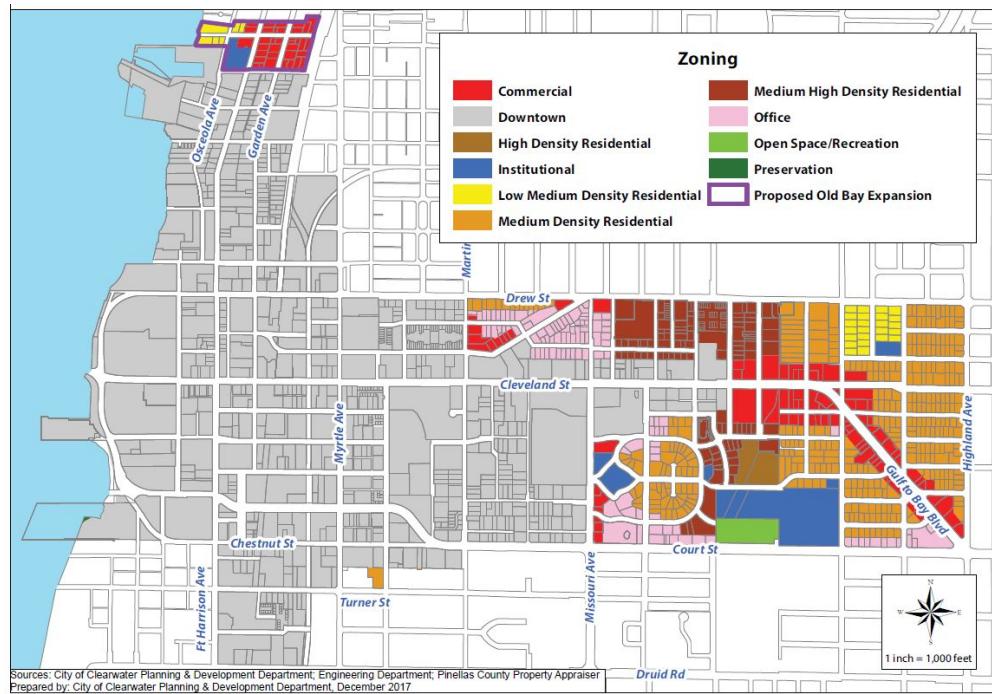 Zoning
Commercial
Downtown
High Density Residential
Institutional
Low Medium Density Residential
Medium Density Residential
Medium High Density Residential
Office
Open Space/Recreation
Preservation
Proposed Old Bay Expansion
Osceola Ave
Garden Ave
Martin
Drew St
Cleveland St
Myrtle Ave
Highland Ave
Gulf to Bay Blvd
Chestnut St
Court St
Ft Harrison Ave
Turner St
Missouri Ave
Druid Rd
N
W
E
S
1 inch = 1,000 feet
Sources: City of Clearwater Planning & Development Department; Engineering Department; Pinellas County Property Appraiser
Prepared by: City of Clearwater Planning & Development Department, December 2017